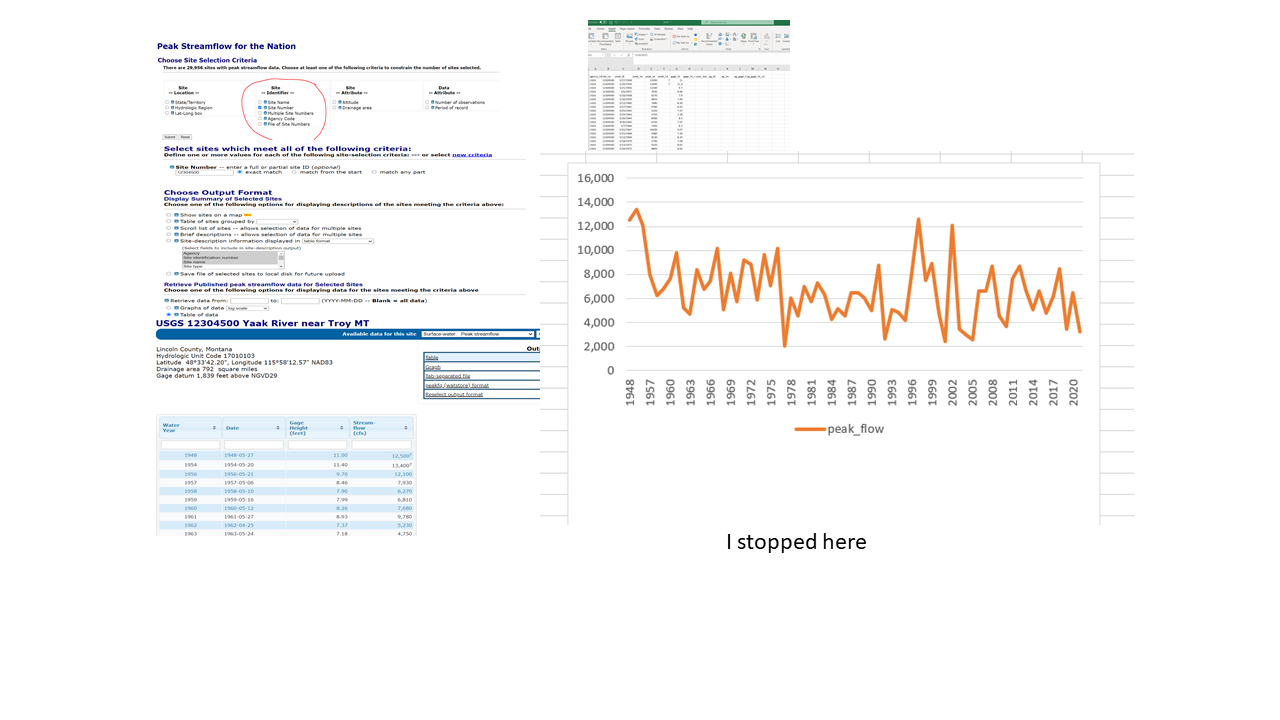 Peak Streamflow for the Nation
Choose Site Selection Criteria
There are 29,956 sites with peak streamflow data. Choose at least one of the following criteria to constrain the number of sites selected.
Site
-- Location --
State/Territory
Hydrologic Region
Lat-Long box
Site
-- Identifier --
Site Name
Site Number
Multiple Site Numbers
Agency Code
File of Site Numbers
Site
-- Attribute --
Altitude
Drainage area
Data
-- Attribute --
Number of observations
Period of record
Submit Reset
Select sites which meet all of the following criteria:
Define one or more values for each of the following site-selection criteria: --- or select new criteria
Site Number -- enter a full or partial site ID (optional)
12304500 exact match match from the start match any part
Choose Output Format
Display Summary of Selected Sites
Choose one of the following options for displaying descriptions of the sites meeting the criteria above:
Show sites on a map
Table of sites grouped by
Scroll list of sites -- allows selection of data for multiple sites
Brief descriptions -- allows selection of data for multiple sites
Site-description information displayed in table format
(Select fields to include in site-description output)
Agency
Site identification number
Site name
Site type
Save file of selected sites to local disk for future upload
Retrieve Published peak streamflow data for Selected Sites
Choose one of the following options for displaying data for the sites meeting the criteria above
Retrieve data from: to: (YYYY-MM-DD -- Blank = all data)
Graphs of data log scale
Table of data
USGS 12304500 Yaak River near Troy MT
Available data for this site Surface-water Peak streamflow
Lincoln County, Montana
Hydrologic Unit Code 17010103
Latitude 48°33'42.20", Longitude 115°58'12.57" NAD83
Drainage area 792 square miles
Gage datum 1,839 feet above NGVD29
Out
Table
Graph
Tab-separated file
peakfq (watstore) format
Reselect output format
Water Year Date Gage Height (feet) Stream-flow (cfs)
1948 1948-05-27 11.00 12,500
1954 1954-05-20 11.40 13,400
1956 1956-05-21 9.70 12,100
1957 1957-05-06 8.46 7,930
1958 1958-05-10 7.90 6,270
1959 1959-05-16 7.99 6,810
1960 1960-05-12 8.26 7,680
1961 1961-05-27 8.93 9,780
1962 1962-04-25 7.37 5,230
1963 1963-05-24 7.18 4,750
16,000
14,000
12,000
10,000
8,000
6,000
4,000
2,000
0
1948 1957 1960 1963 1966 1969 1972 1975 1978 1981 1984 1987 1990 1993 1996 1999 2002 2005 2008 2011 2014 2017 2020
peak_flow
I stopped here